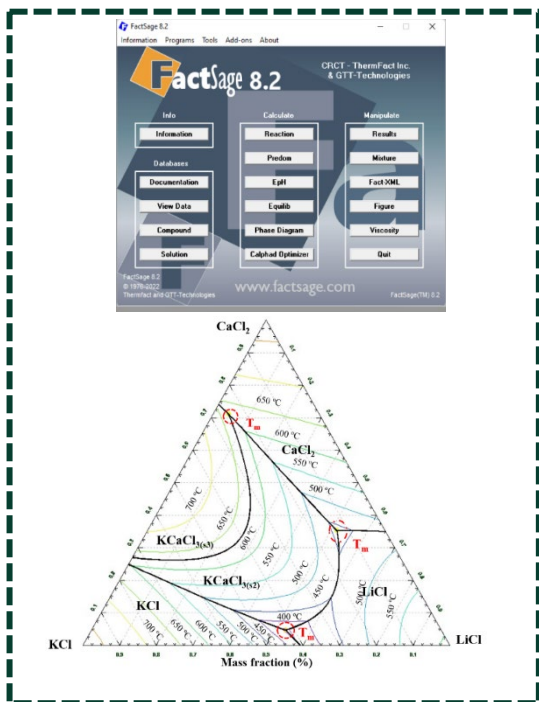 FactSage 8.2
Information Programs Tools Add-ons About
FactSage 8.2
CRCT - ThermFact Inc.
& GTT-Technologies
Info
Calculate
Manipulate
Information
Reaction
Results
Databases
Predom
Mixture
Documentation
EpH
Fact-XML
View Data
Equilib
Figure
Compound
Phase Diagram
Viscosity
Solution
Calphad Optimizer
Quit
FactSage 8.2
© 1976-2022
Thermfact and GTT-Technologies
www.factsage.com
FactSage(TM) 8.2
CaCl2
650 °C
Tm
600 °C
CaCl2
550 °C
500 °C
700 °C
650 °C
600 °C
KCaCl3(s3)
550 °C
Tm
500 °C
450 °C
KCaCl3(s2)
LiCl
500 °C
550 °C
KCl
400 °C
Tm
700 °C
650 °C
600 °C
550 °C
500 °C
450 °C
KCl
LiCl
Mass fraction (%)